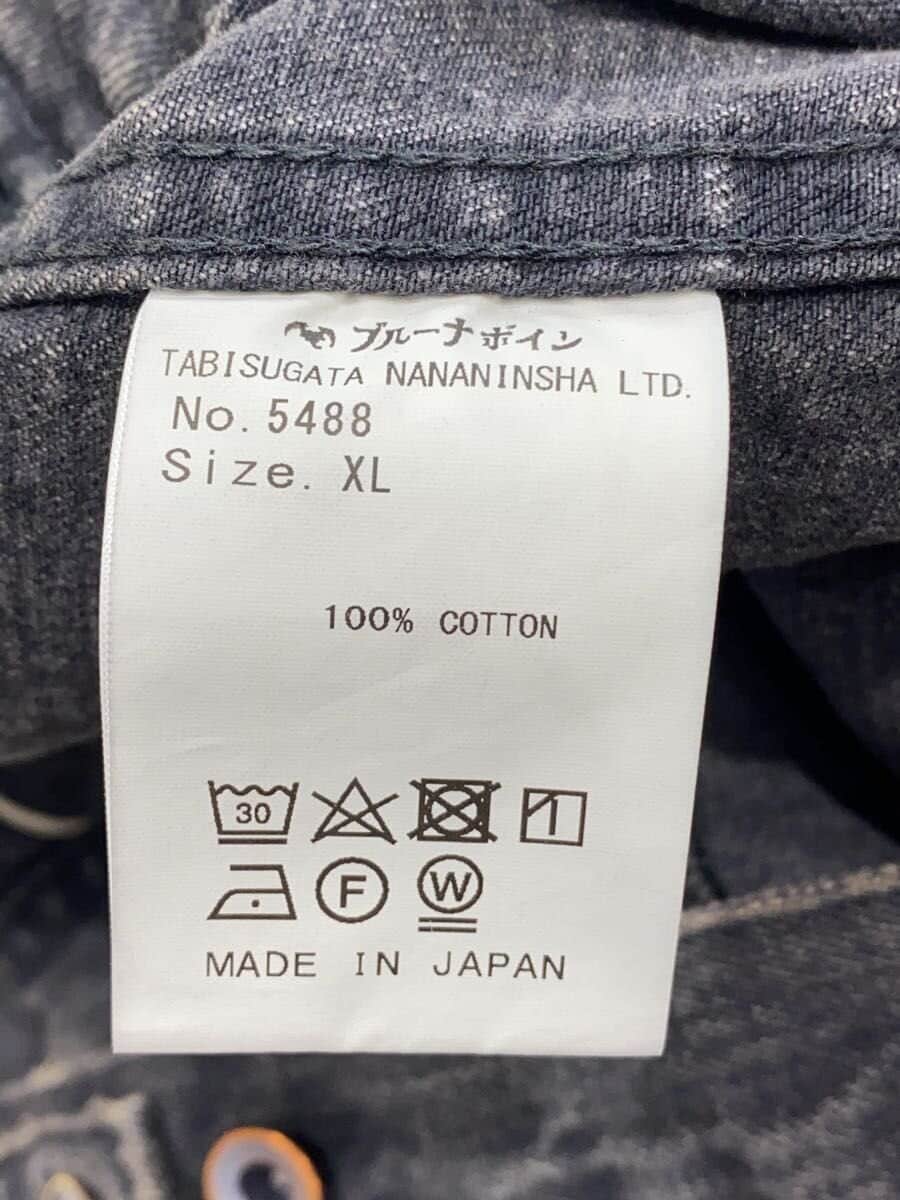 ブルーナボイン
TABISUGATA NANANINSHA LTD.
No. 5488
Size. XL
100% COTTON
30
F W
MADE IN JAPAN